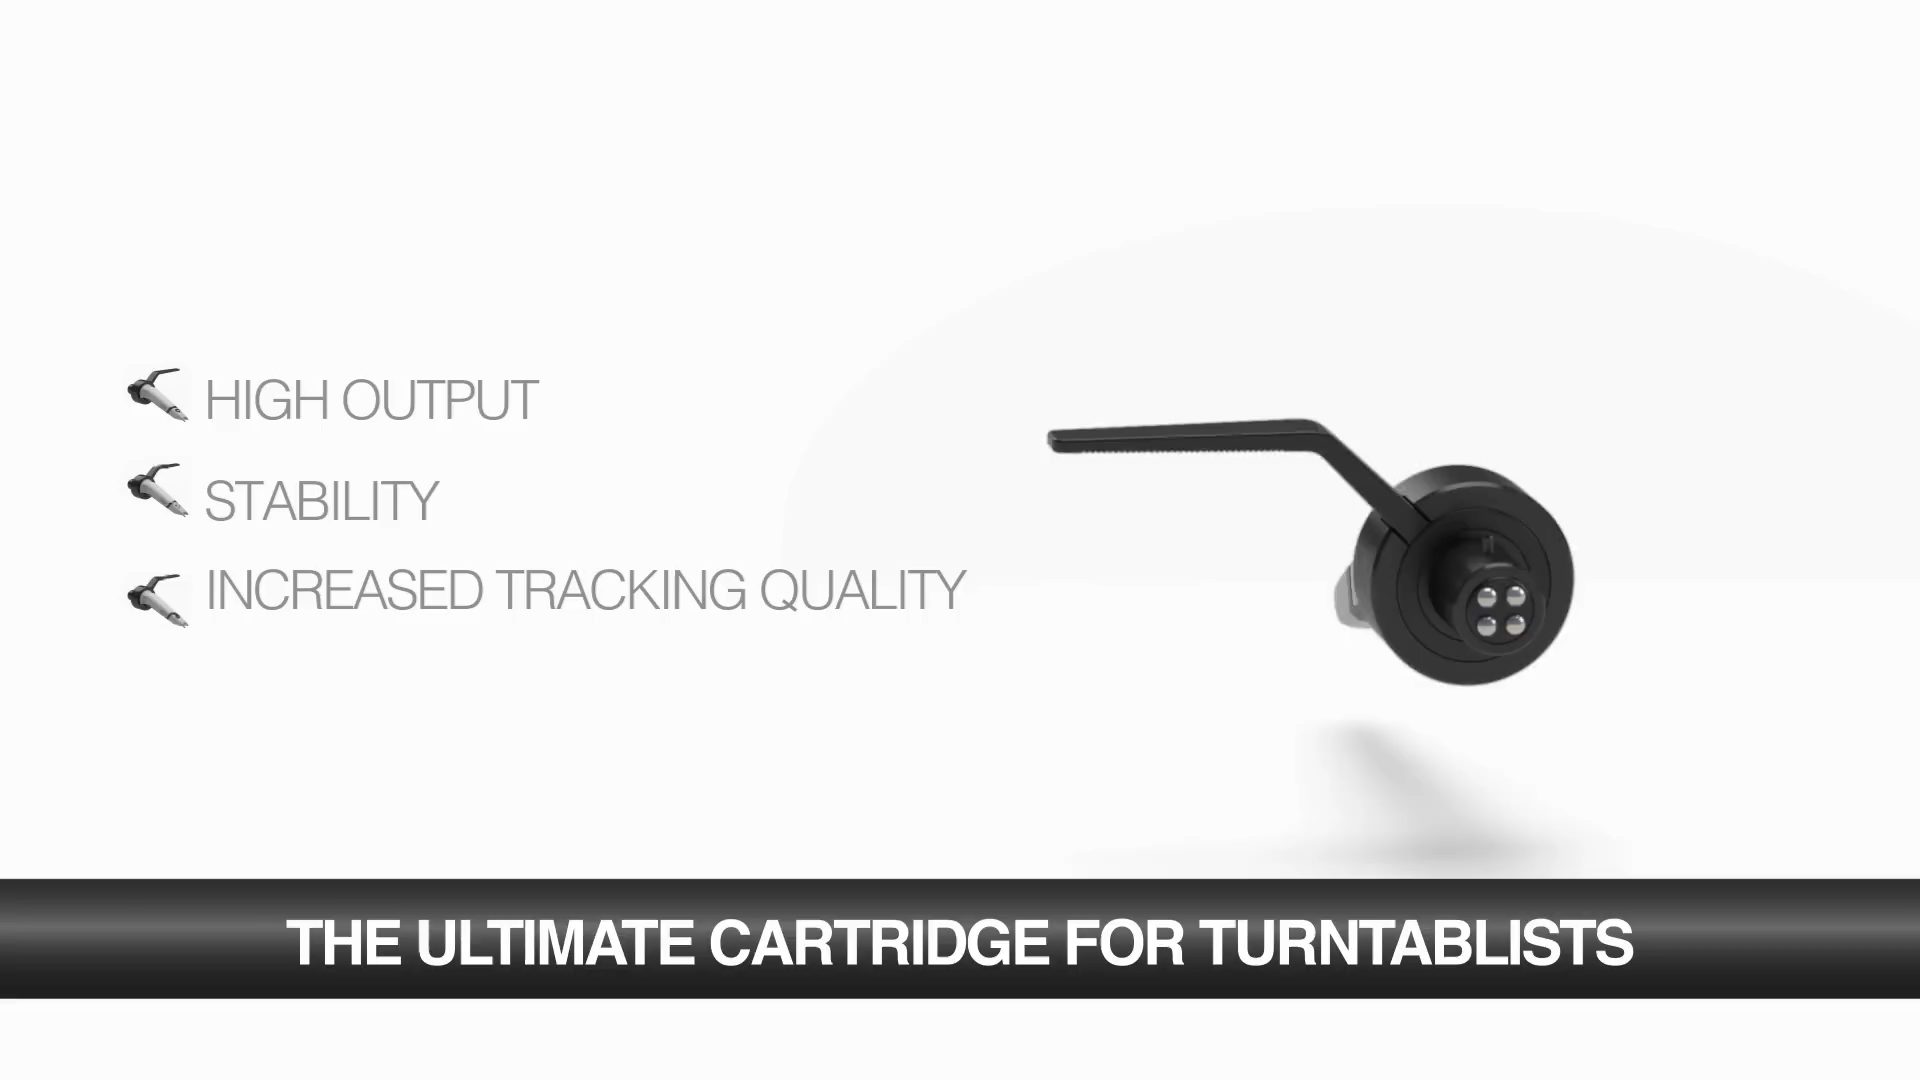 HIGH OUTPUT
STABILITY
INCREASED TRACKING QUALITY
THE ULTIMATE CARTRIDGE FOR TURNTABLISTS